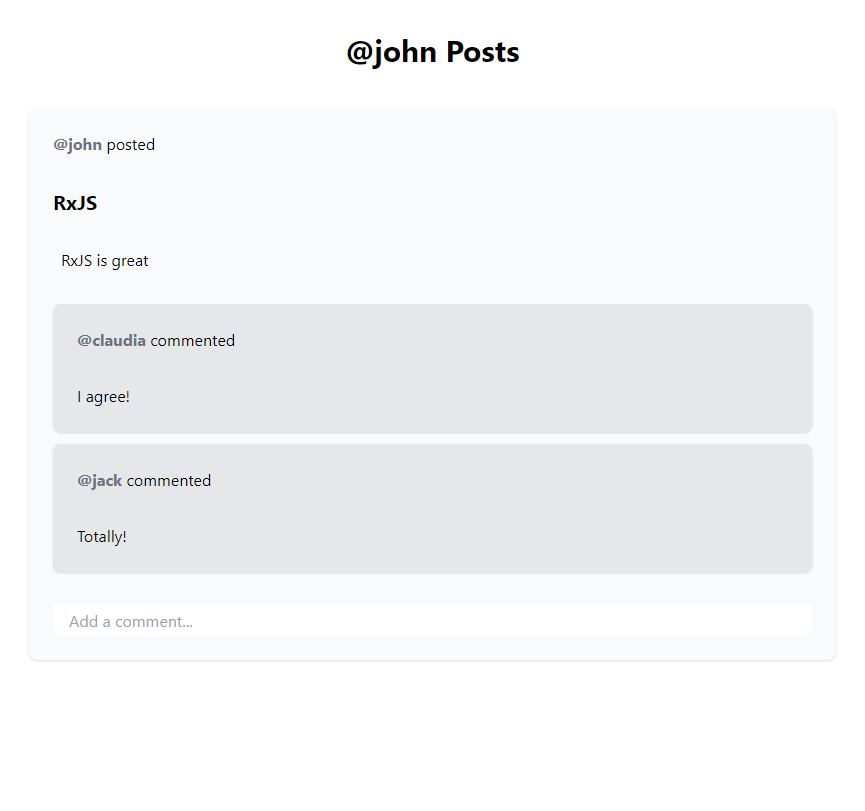 @john Posts
@john posted
RxJS
RxJS is great
@claudia commented
I agree!
@jack commented
Totally!
Add a comment...